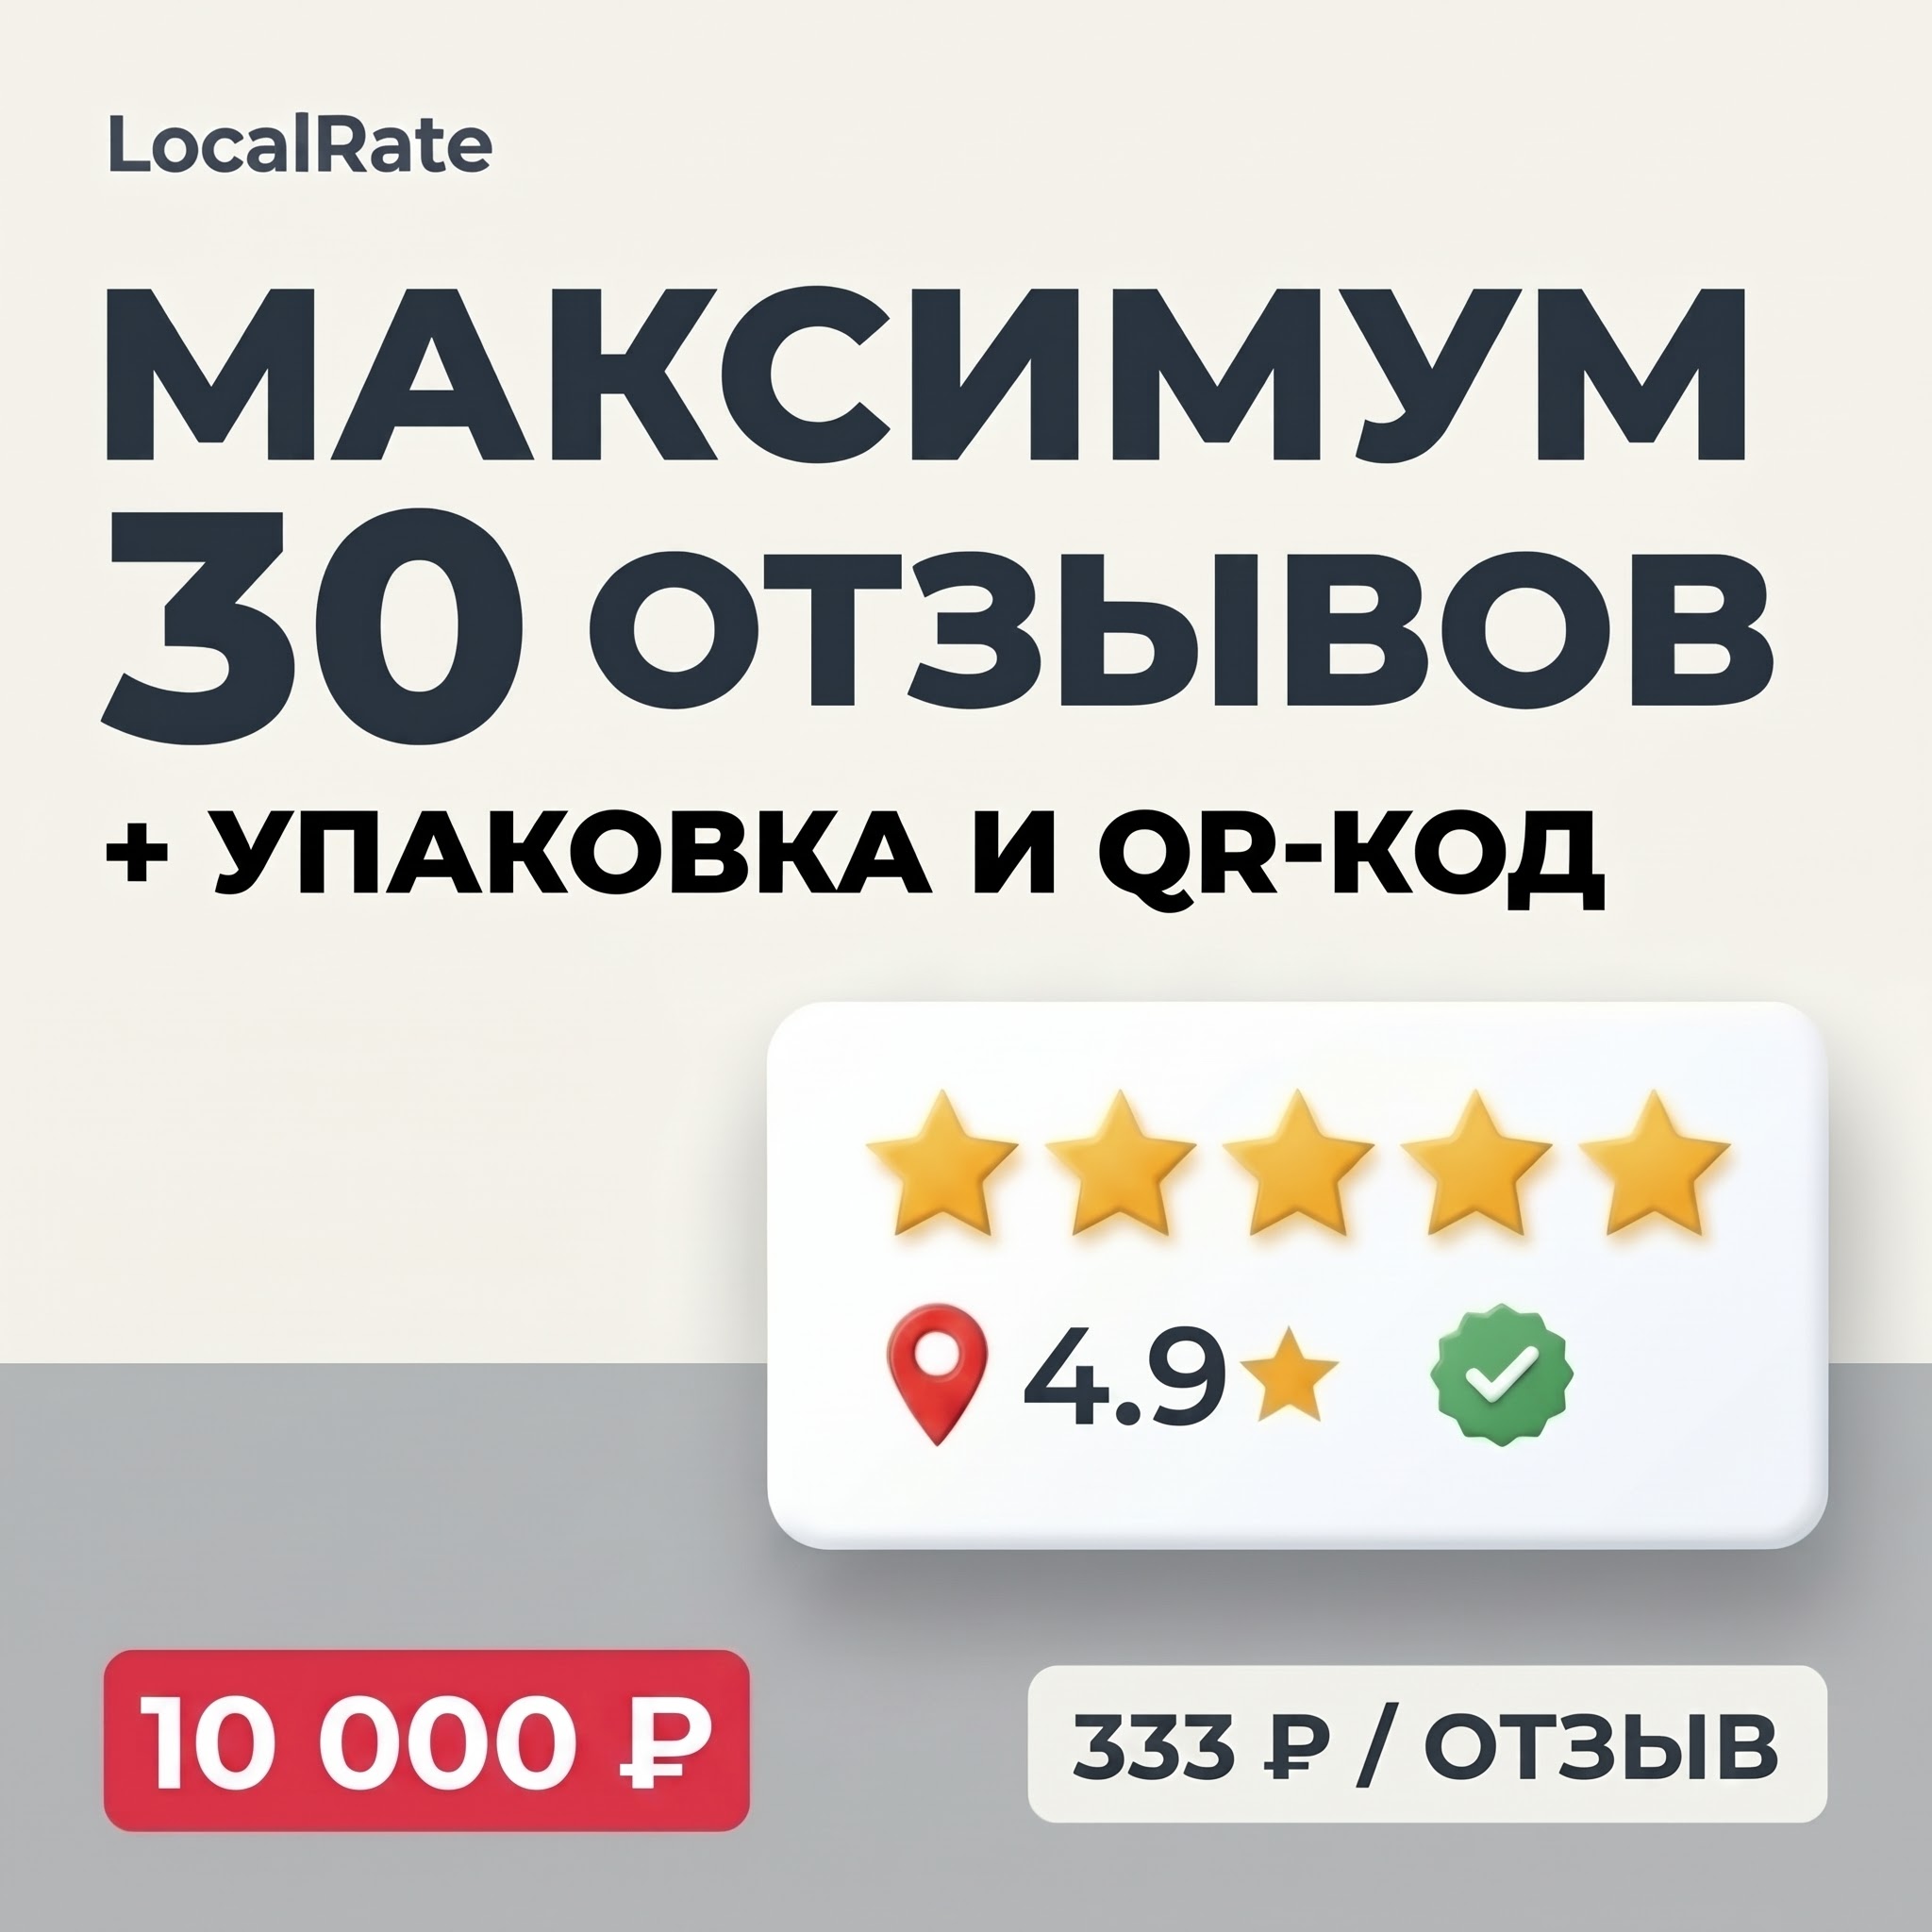 LocalRate
МАКСИМУМ
30 ОТЗЫВОВ
+ УПАКОВКА И QR-КОД
4.9
10 000 ₽
333 ₽ / ОТЗЫВ